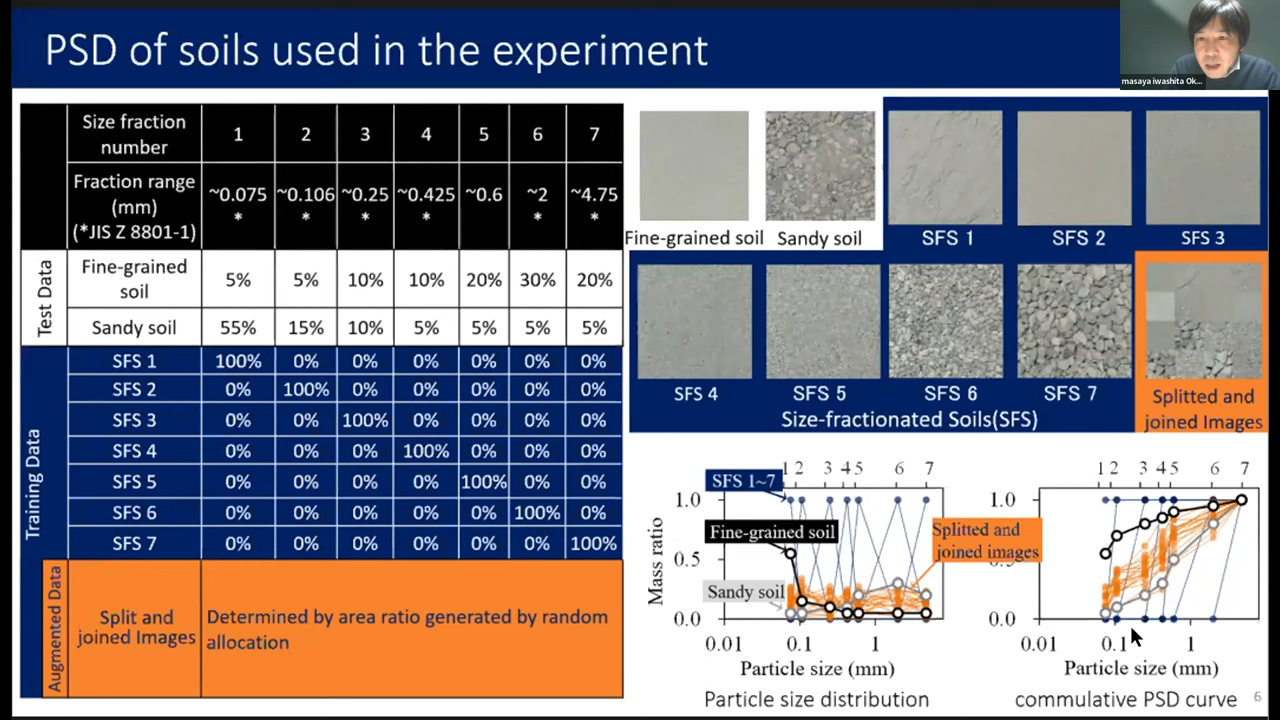 PSD of soils used in the experiment
masaya iwashita Ok...
Size fraction
number
1 2 3 4 5 6 7
Fraction range
(mm)
(*JIS Z 8801-1)
~0.075
*
~0.106
*
~0.25
*
~0.425
*
~0.6
~2
*
~4.75
*
Test Data
Fine-grained
soil
5% 5% 10% 10% 20% 30% 20%
Sandy soil 55% 15% 10% 5% 5% 5% 5%
Training Data
SFS 1 100% 0% 0% 0% 0% 0% 0%
SFS 2 0% 100% 0% 0% 0% 0% 0%
SFS 3 0% 0% 100% 0% 0% 0% 0%
SFS 4 0% 0% 0% 100% 0% 0% 0%
SFS 5 0% 0% 0% 0% 100% 0% 0%
SFS 6 0% 0% 0% 0% 0% 100% 0%
SFS 7 0% 0% 0% 0% 0% 0% 100%
Augmented Data
Split and
joined Images
Determined by area ratio generated by random
allocation
Fine-grained soil
Sandy soil
SFS 1
SFS 2
SFS 3
SFS 4
SFS 5
SFS 6
SFS 7
Size-fractionated Soils(SFS)
Splitted and
joined Images
1 2 3 4 5 6 7
SFS 1~7
Fine-grained soil
Sandy soil
Splitted and
joined images
Mass ratio
1.0
0.5
0.0
0.01 0.1 1
Particle size (mm)
Particle size distribution
1 2 3 4 5 6 7
1.0
0.0
0.01 0.1 1
Particle size (mm)
commulative PSD curve
6